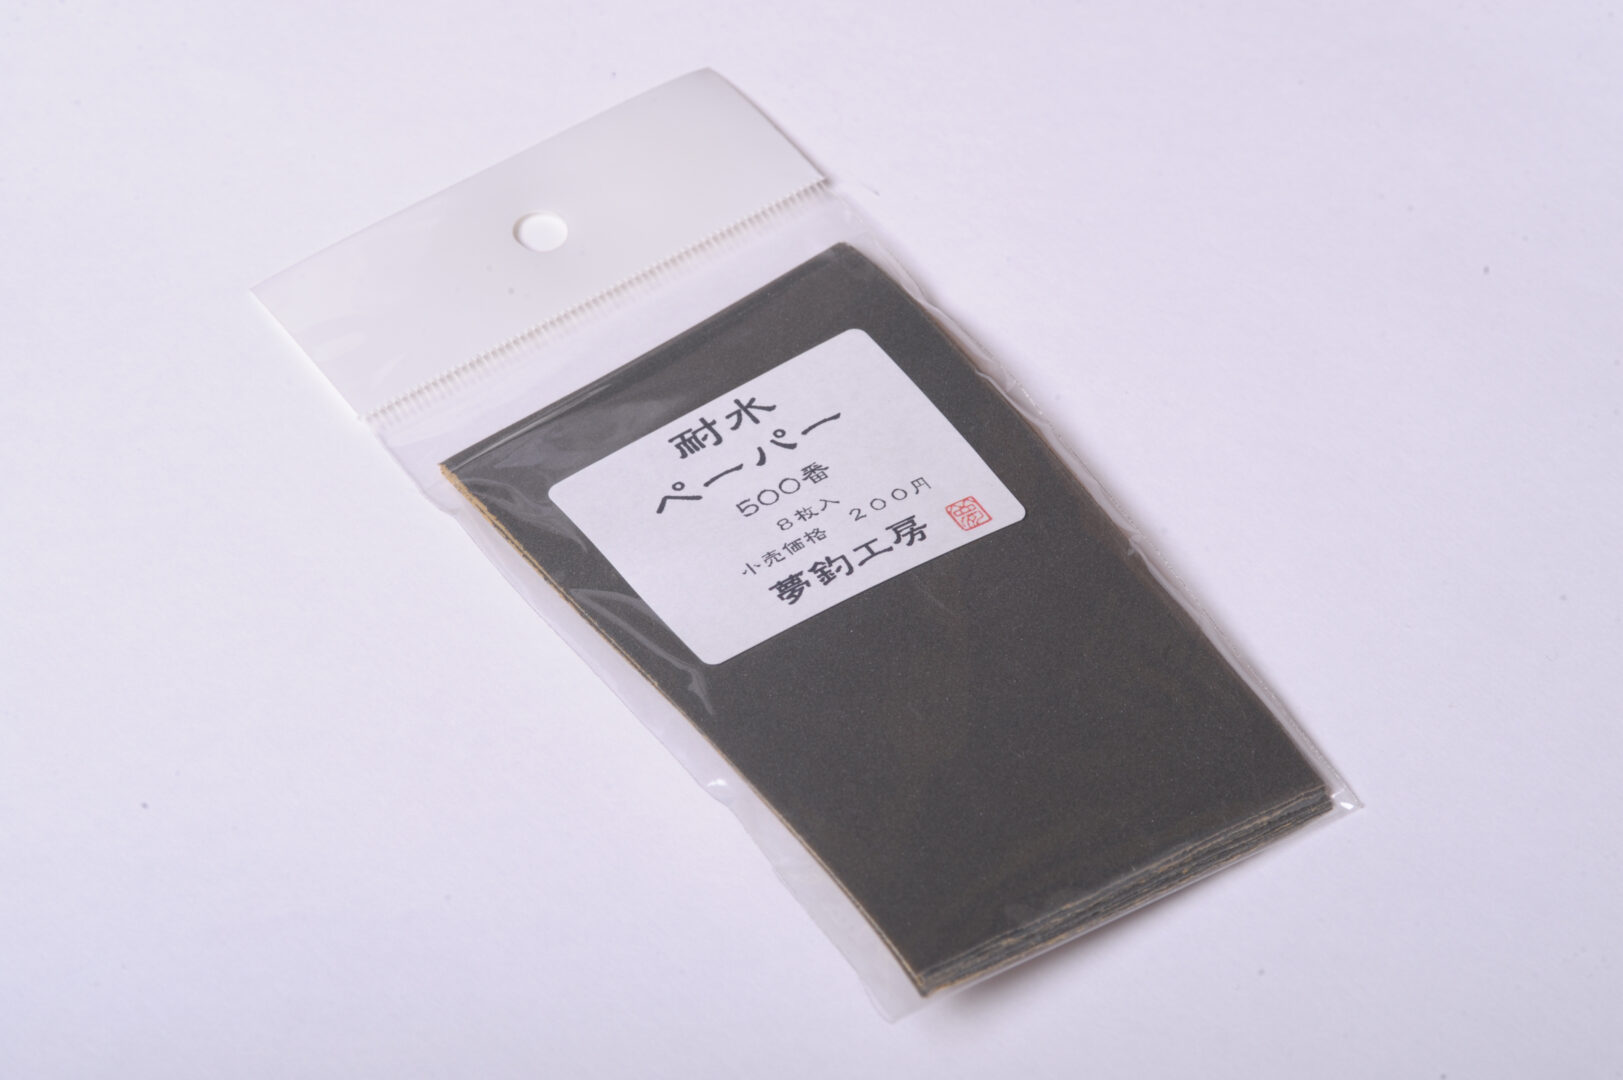 耐水
ペーパー
５００番
８枚入
小売価格　２００円
夢釣工房